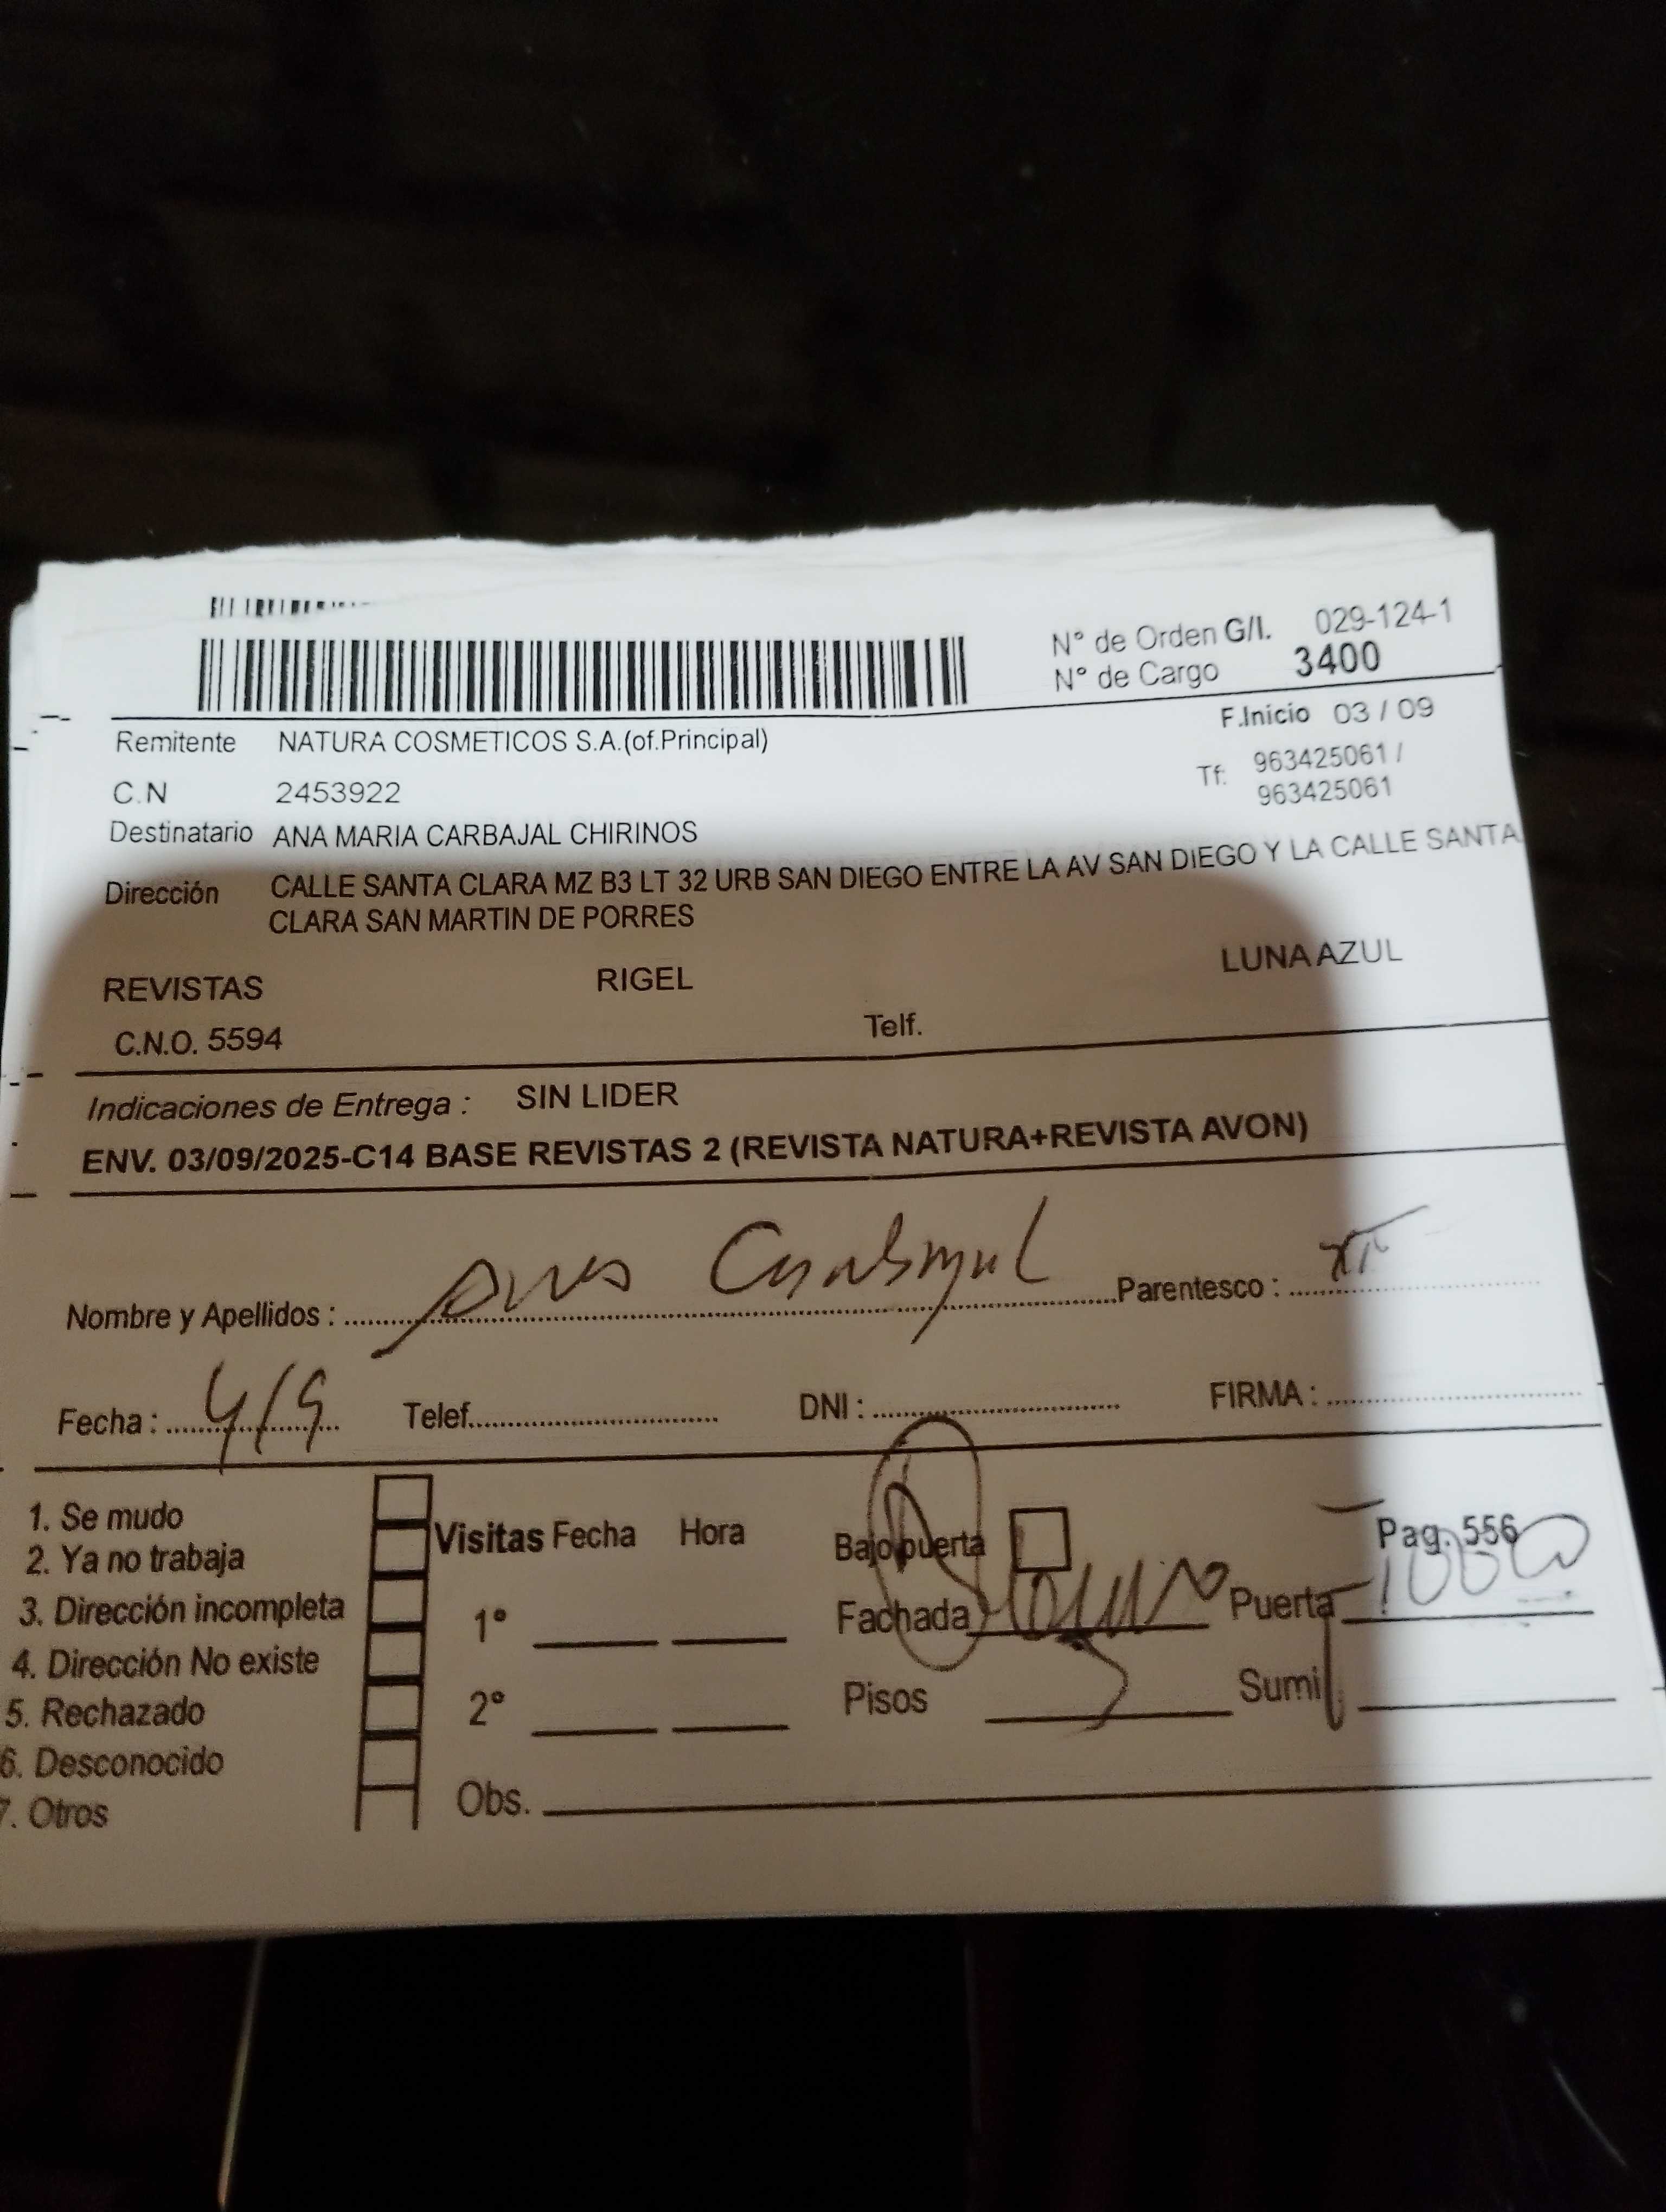 N° de Orden G/I. 029-124-1
N° de Cargo 3400
F.Inicio 03 / 09
Remitente NATURA COSMETICOS S.A.(of.Principal)
Tf: 963425061 /
963425061
C.N 2453922
Destinatario ANA MARIA CARBAJAL CHIRINOS
Dirección CALLE SANTA CLARA MZ B3 LT 32 URB SAN DIEGO ENTRE LA AV SAN DIEGO Y LA CALLE SANTA
CLARA SAN MARTIN DE PORRES
REVISTAS RIGEL LUNA AZUL
C.N.O. 5594 Telf.
Indicaciones de Entrega : SIN LIDER
ENV. 03/09/2025-C14 BASE REVISTAS 2 (REVISTA NATURA+REVISTA AVON)
Nombre y Apellidos : Parentesco :
Fecha : 4/9 Telef. DNI : FIRMA :
1. Se mudo
2. Ya no trabaja
3. Dirección incompleta
4. Dirección No existe
5. Rechazado
6. Desconocido
7. Otros
Visitas Fecha Hora
1°
2°
Obs.
Bajo puerta Pag. 556
Fachada Puerta
Pisos 3 Sumi